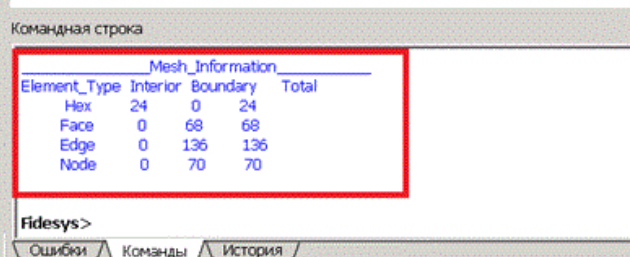 Командная строка
______________Mesh_Information__________
Element_Type Interior Boundary Total
Hex 24 0 24
Face 0 68 68
Edge 0 136 136
Node 0 70 70
Fidesys>
Ошибки Команды История